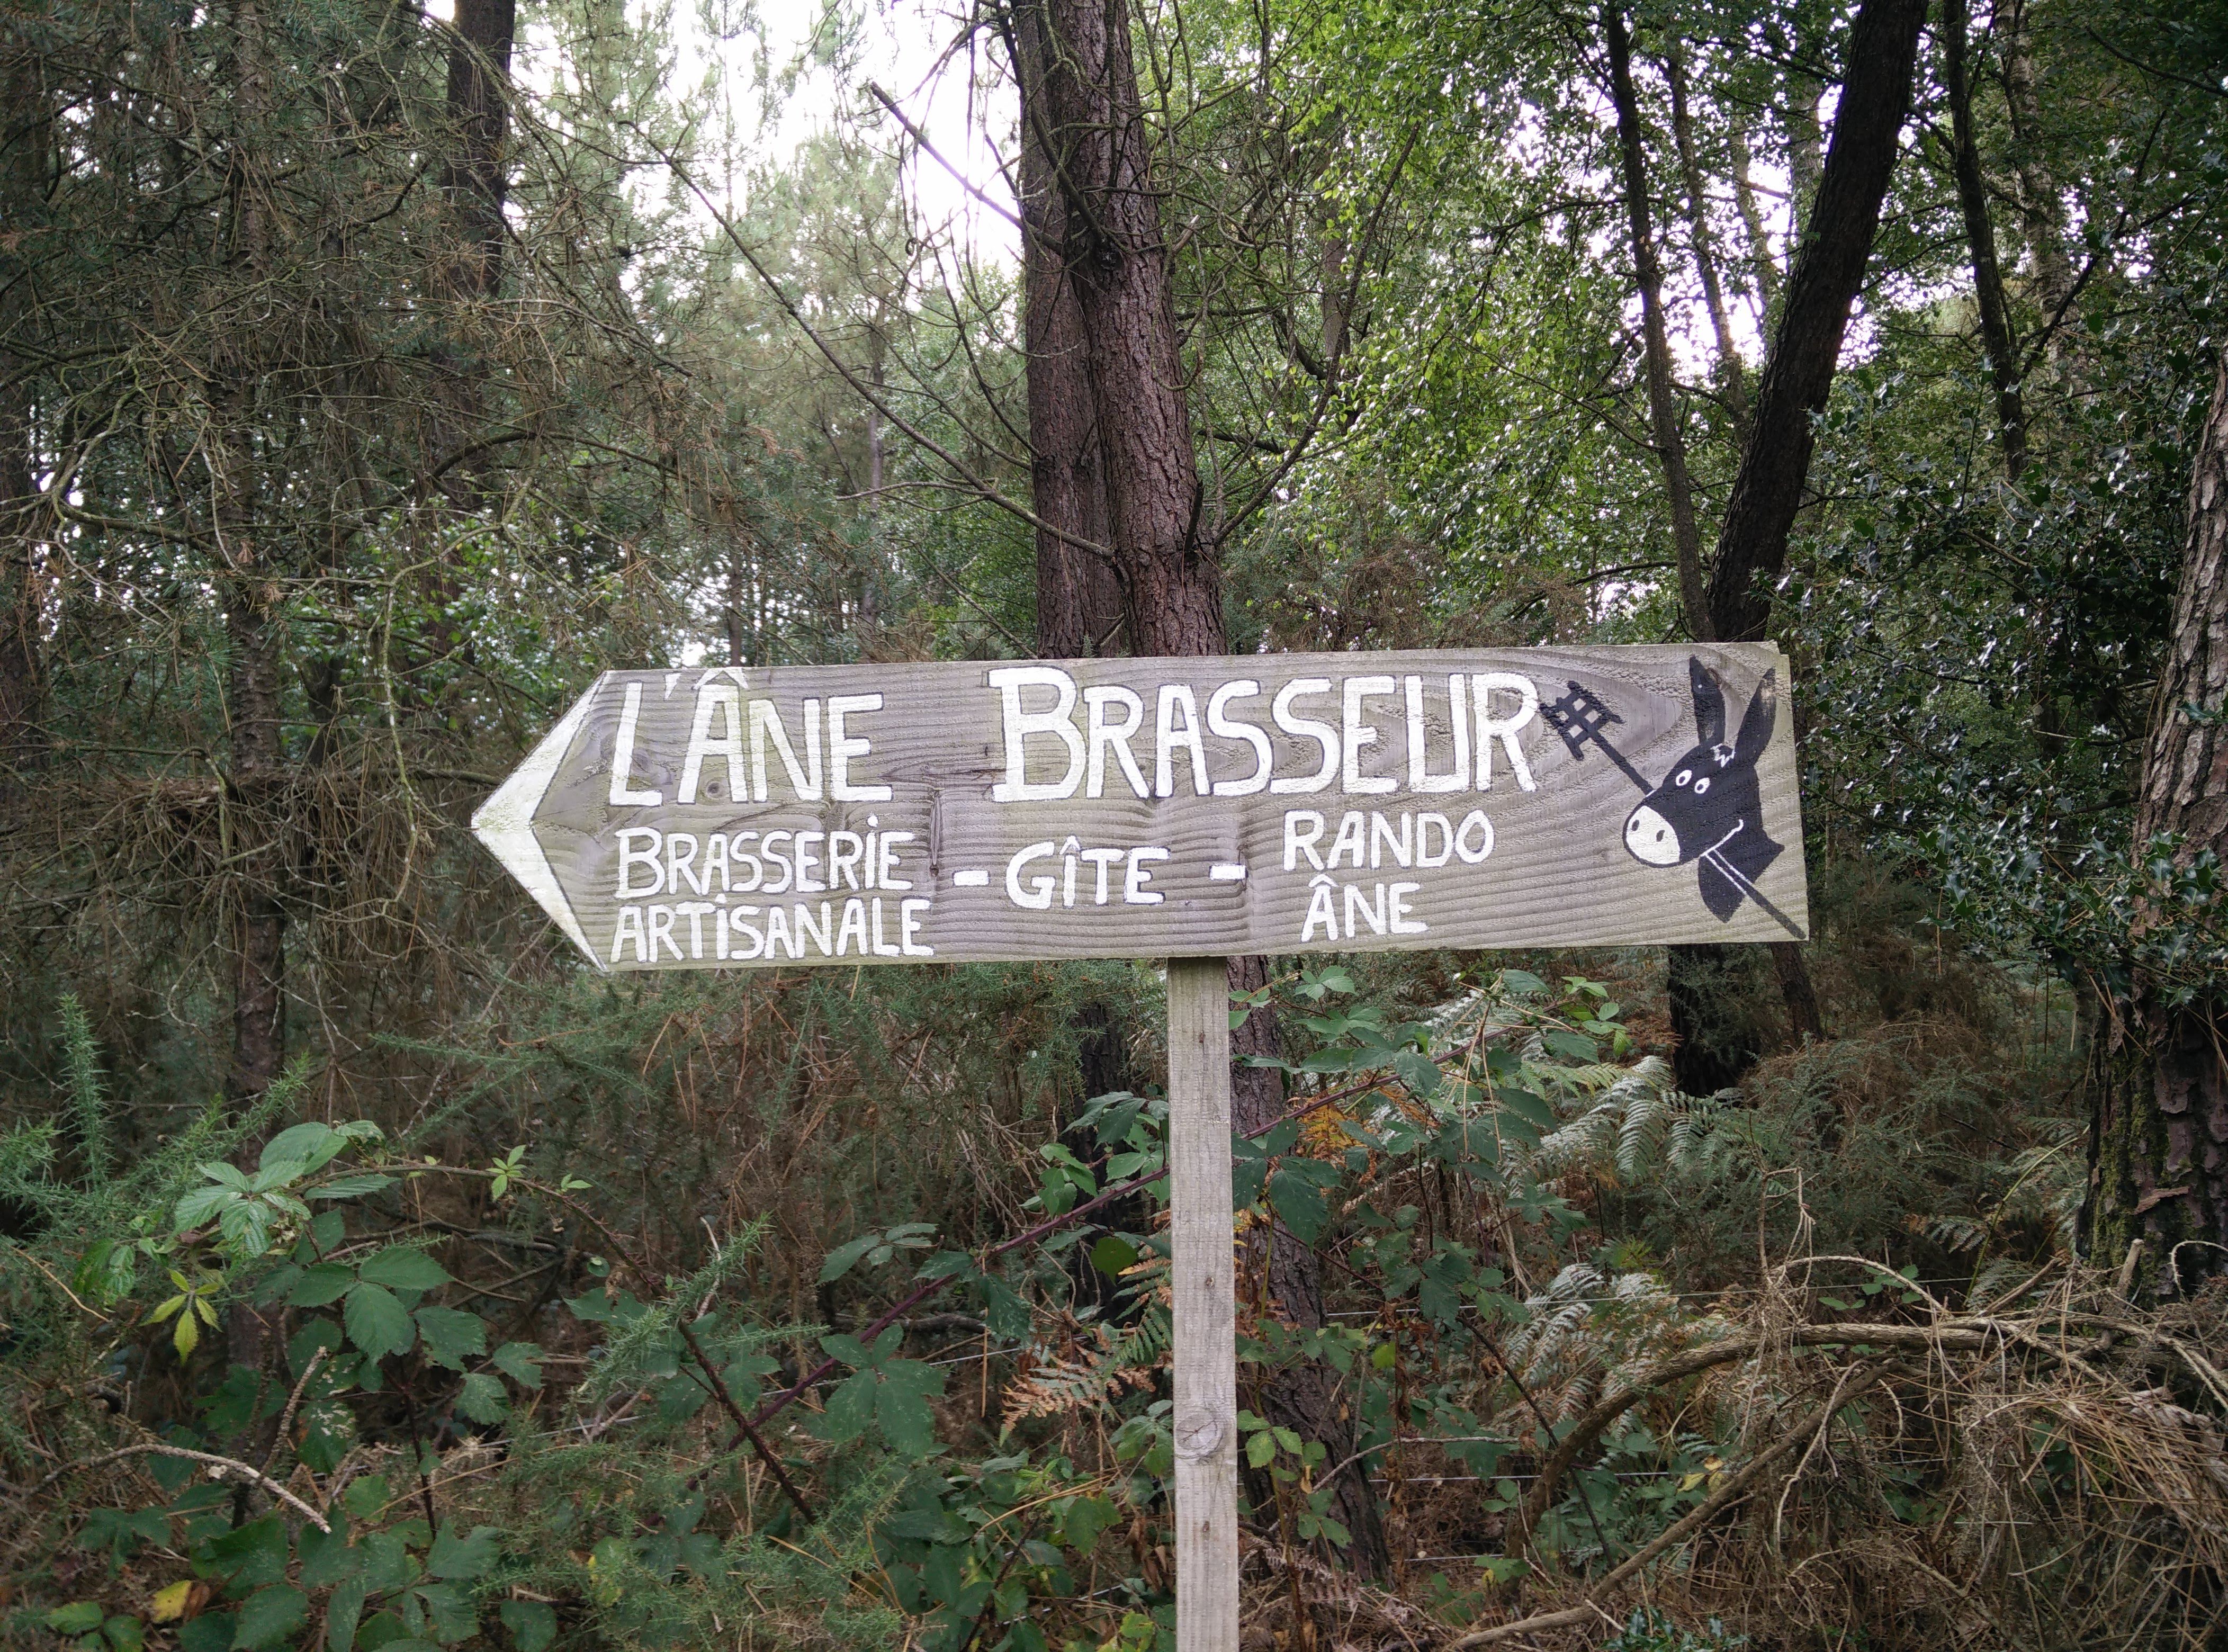 L'ÂNE BRASSEUR
BRASSERIE
ARTISANALE
- GÎTE -
RANDO
ÂNE